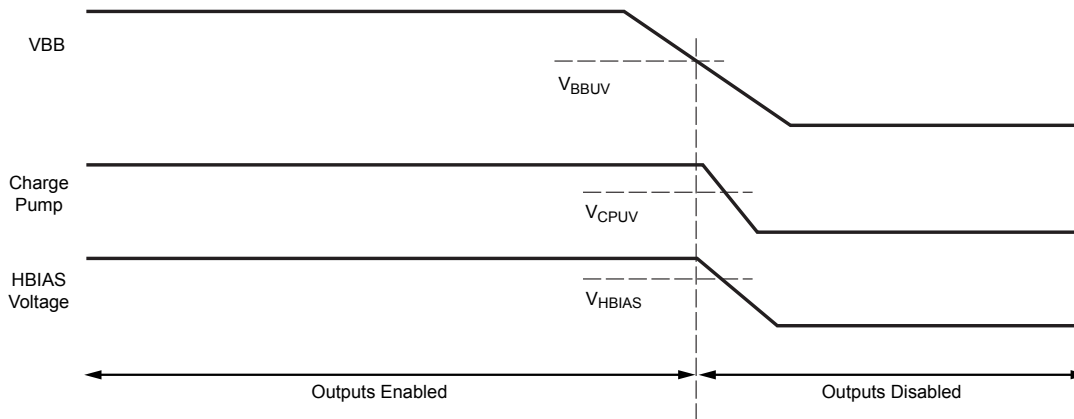 VBB
VBBUV
Charge
Pump
VCPUV
HBIAS
Voltage
VHBIAS
Outputs Enabled
Outputs Disabled